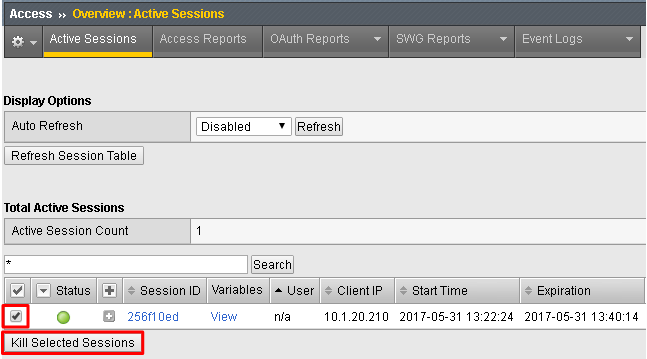 Access ›› Overview : Active Sessions
Active Sessions Access Reports OAuth Reports SWG Reports Event Logs
Display Options
Auto Refresh Disabled Refresh
Refresh Session Table
Total Active Sessions
Active Session Count 1
* Search
Status Session ID Variables User Client IP Start Time Expiration
256f10ed View n/a 10.1.20.210 2017-05-31 13:22:24 2017-05-31 13:40:14
Kill Selected Sessions